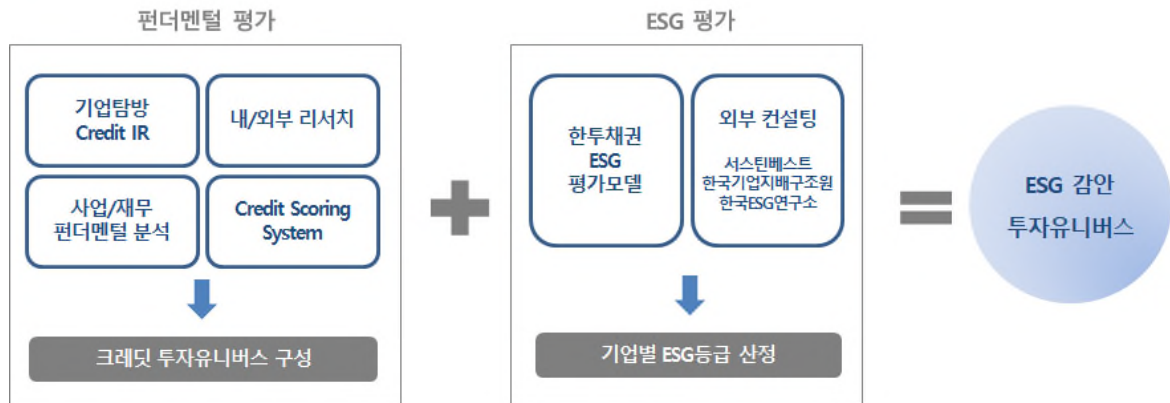 펀더멘털 평가
기업탐방
Credit IR
내/외부 리서치
사업/재무
펀더멘털 분석
Credit Scoring
System
크레딧 투자유니버스 구성
ESG 평가
한투채권
ESG
평가모델
외부 컨설팅
서스틴베스트
한국기업지배구조원
한국ESG연구소
기업별 ESG등급 산정
ESG 감안
투자유니버스